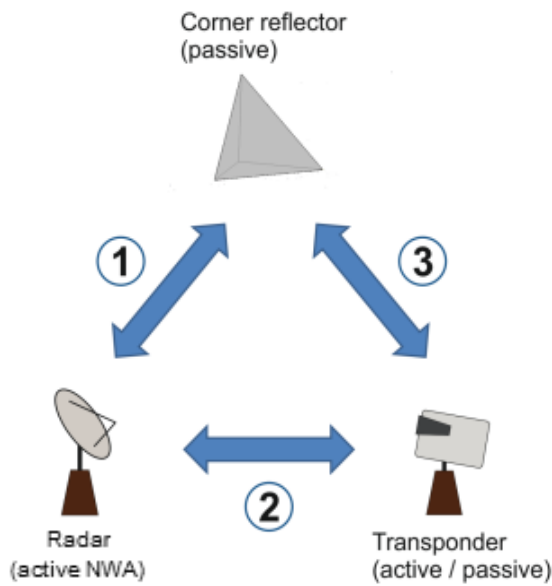 Corner reflector
(passive)
1
3
2
Radar
(active NWA)
Transponder
(active / passive)